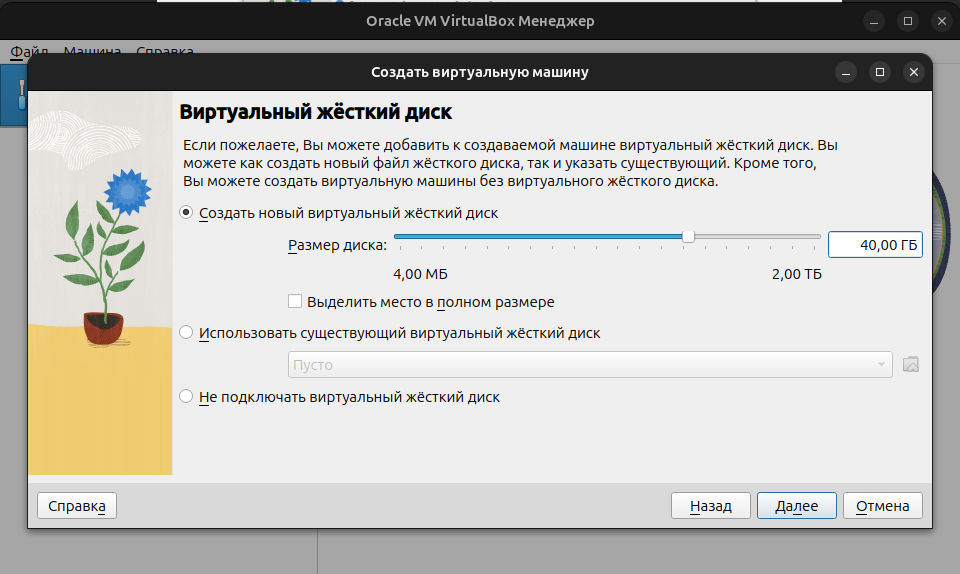 Oracle VM VirtualBox Менеджер
Файл Машина Справка
Создать виртуальную машину
Виртуальный жёсткий диск
Если пожелаете, Вы можете добавить к создаваемой машине виртуальный жёсткий диск. Вы
можете как создать новый файл жёсткого диска, так и указать существующий. Кроме того,
Вы можете создать виртуальную машины без виртуального жёсткого диска.
Создать новый виртуальный жёсткий диск
Размер диска: 40,00 ГБ
4,00 МБ 2,00 ТБ
Выделить место в полном размере
Использовать существующий виртуальный жёсткий диск
Пусто
Не подключать виртуальный жёсткий диск
Справка Назад Далее Отмена